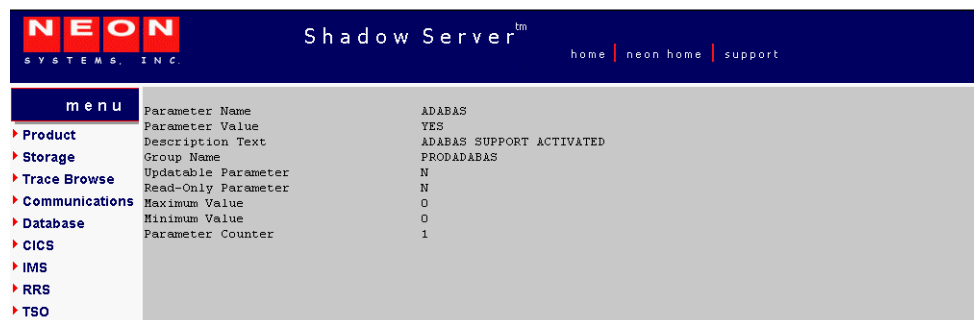 NEON
SYSTEMS, INC.
Shadow Server tm
home | neon home | support
menu
Product
Storage
Trace Browse
Communications
Database
CICS
IMS
RRS
TSO
Parameter Name ADABAS
Parameter Value YES
Description Text ADABAS SUPPORT ACTIVATED
Group Name PRODADABAS
Updatable Parameter N
Read-Only Parameter N
Maximum Value 0
Minimum Value 0
Parameter Counter 1